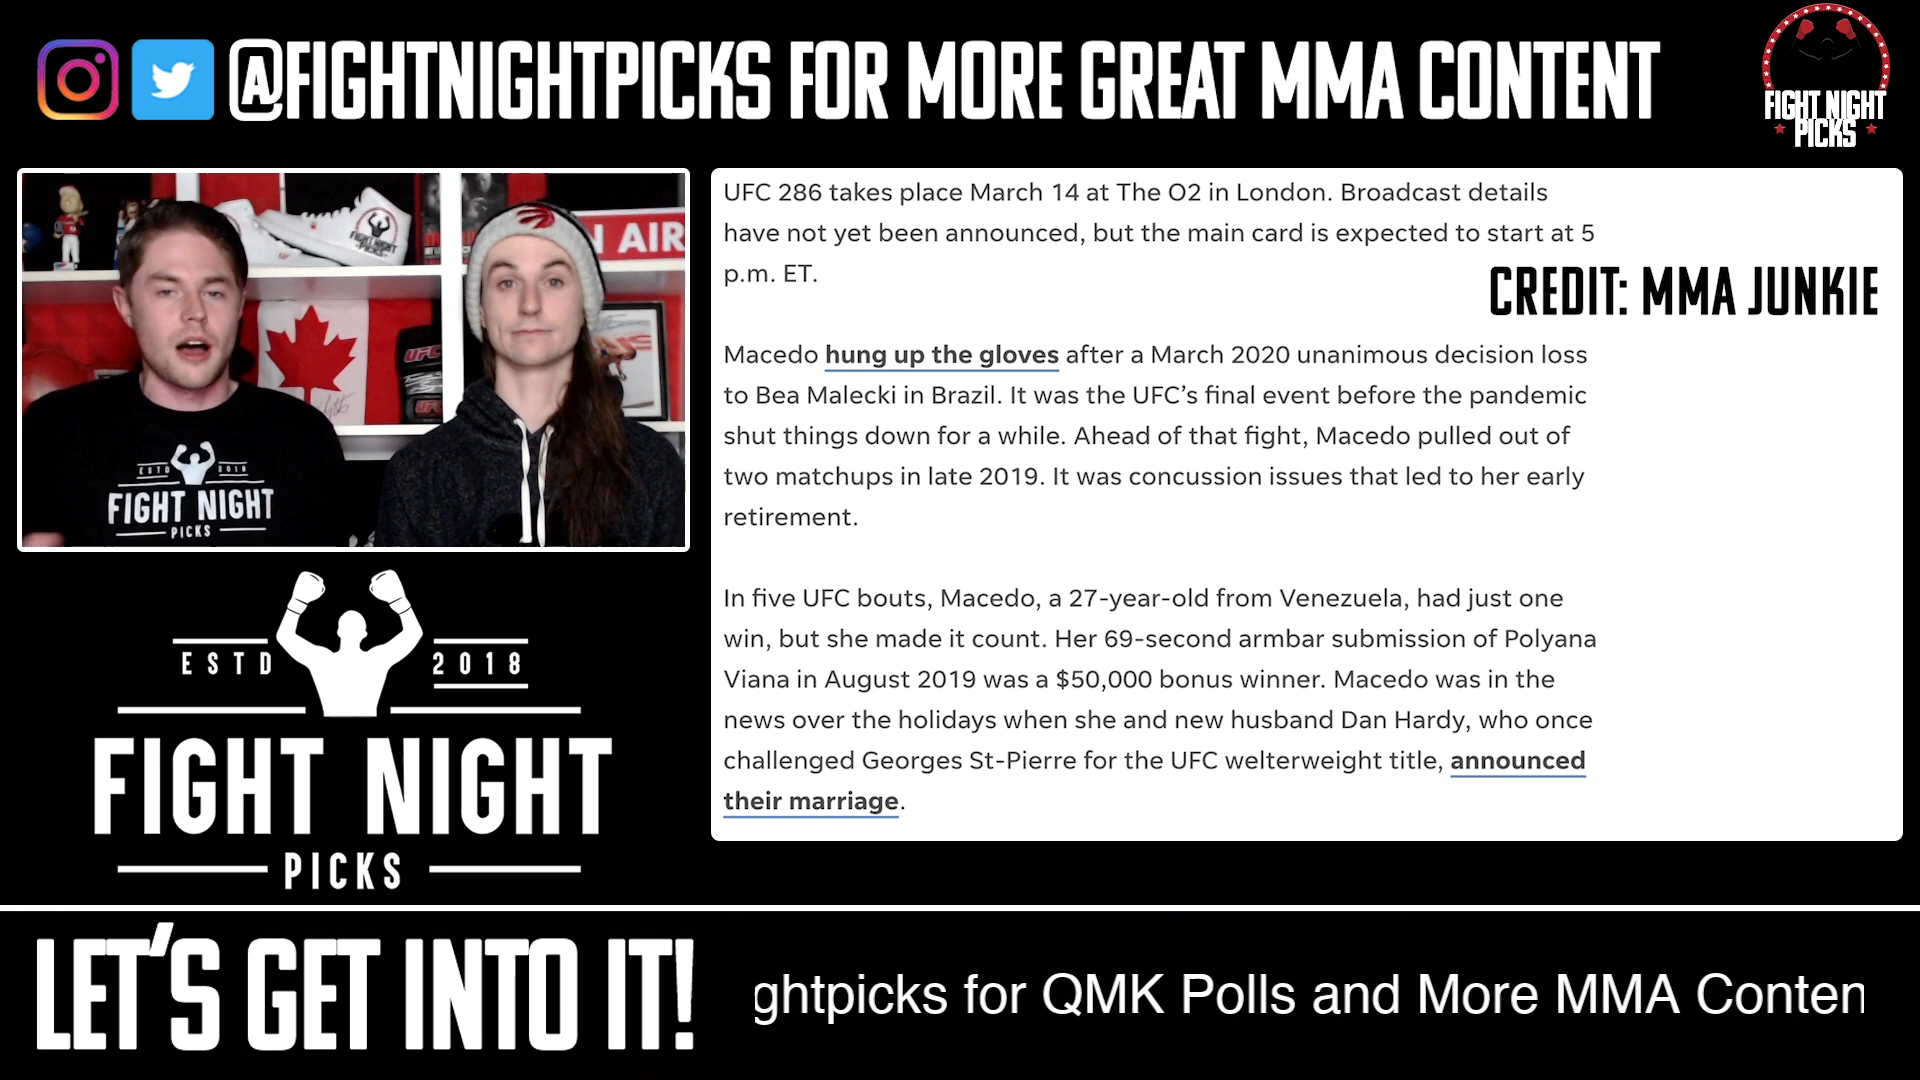 @FIGHTNIGHTPICKS FOR MORE GREAT MMA CONTENT
FIGHT NIGHT
PICKS
UFC 286 takes place March 14 at The O2 in London. Broadcast details
have not yet been announced, but the main card is expected to start at 5
p.m. ET.
CREDIT: MMA JUNKIE
Macedo hung up the gloves after a March 2020 unanimous decision loss
to Bea Malecki in Brazil. It was the UFC’s final event before the pandemic
shut things down for a while. Ahead of that fight, Macedo pulled out of
two matchups in late 2019. It was concussion issues that led to her early
retirement.
In five UFC bouts, Macedo, a 27-year-old from Venezuela, had just one
win, but she made it count. Her 69-second armbar submission of Polyana
Viana in August 2019 was a $50,000 bonus winner. Macedo was in the
news over the holidays when she and new husband Dan Hardy, who once
challenged Georges St-Pierre for the UFC welterweight title, announced
their marriage.
FIGHT NIGHT
PICKS
N AIR
UFC
UFC
ESTD 2018
FIGHT NIGHT
PICKS
ESTD 2018
FIGHT NIGHT
PICKS
LET'S GET INTO IT!
ghtpicks for QMK Polls and More MMA Conten